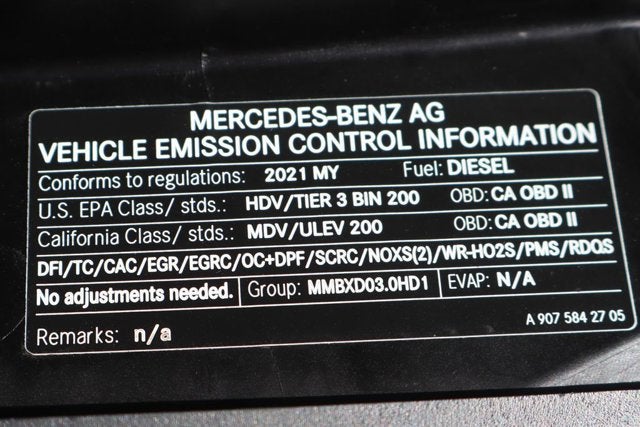 MERCEDES-BENZ AG
VEHICLE EMISSION CONTROL INFORMATION
Conforms to regulations: 2021 MY Fuel: DIESEL
U.S. EPA Class/ stds.: HDV/TIER 3 BIN 200 OBD: CA OBD II
California Class/ stds.: MDV/ULEV 200 OBD: CA OBD II
DFI/TC/CAC/EGR/EGRC/OC+DPF/SCRC/NOXS(2)/WR-HO2S/PMS/RDQS
No adjustments needed. Group: MMBXD03.0HD1 EVAP: N/A
Remarks: n/a A 907 584 27 05